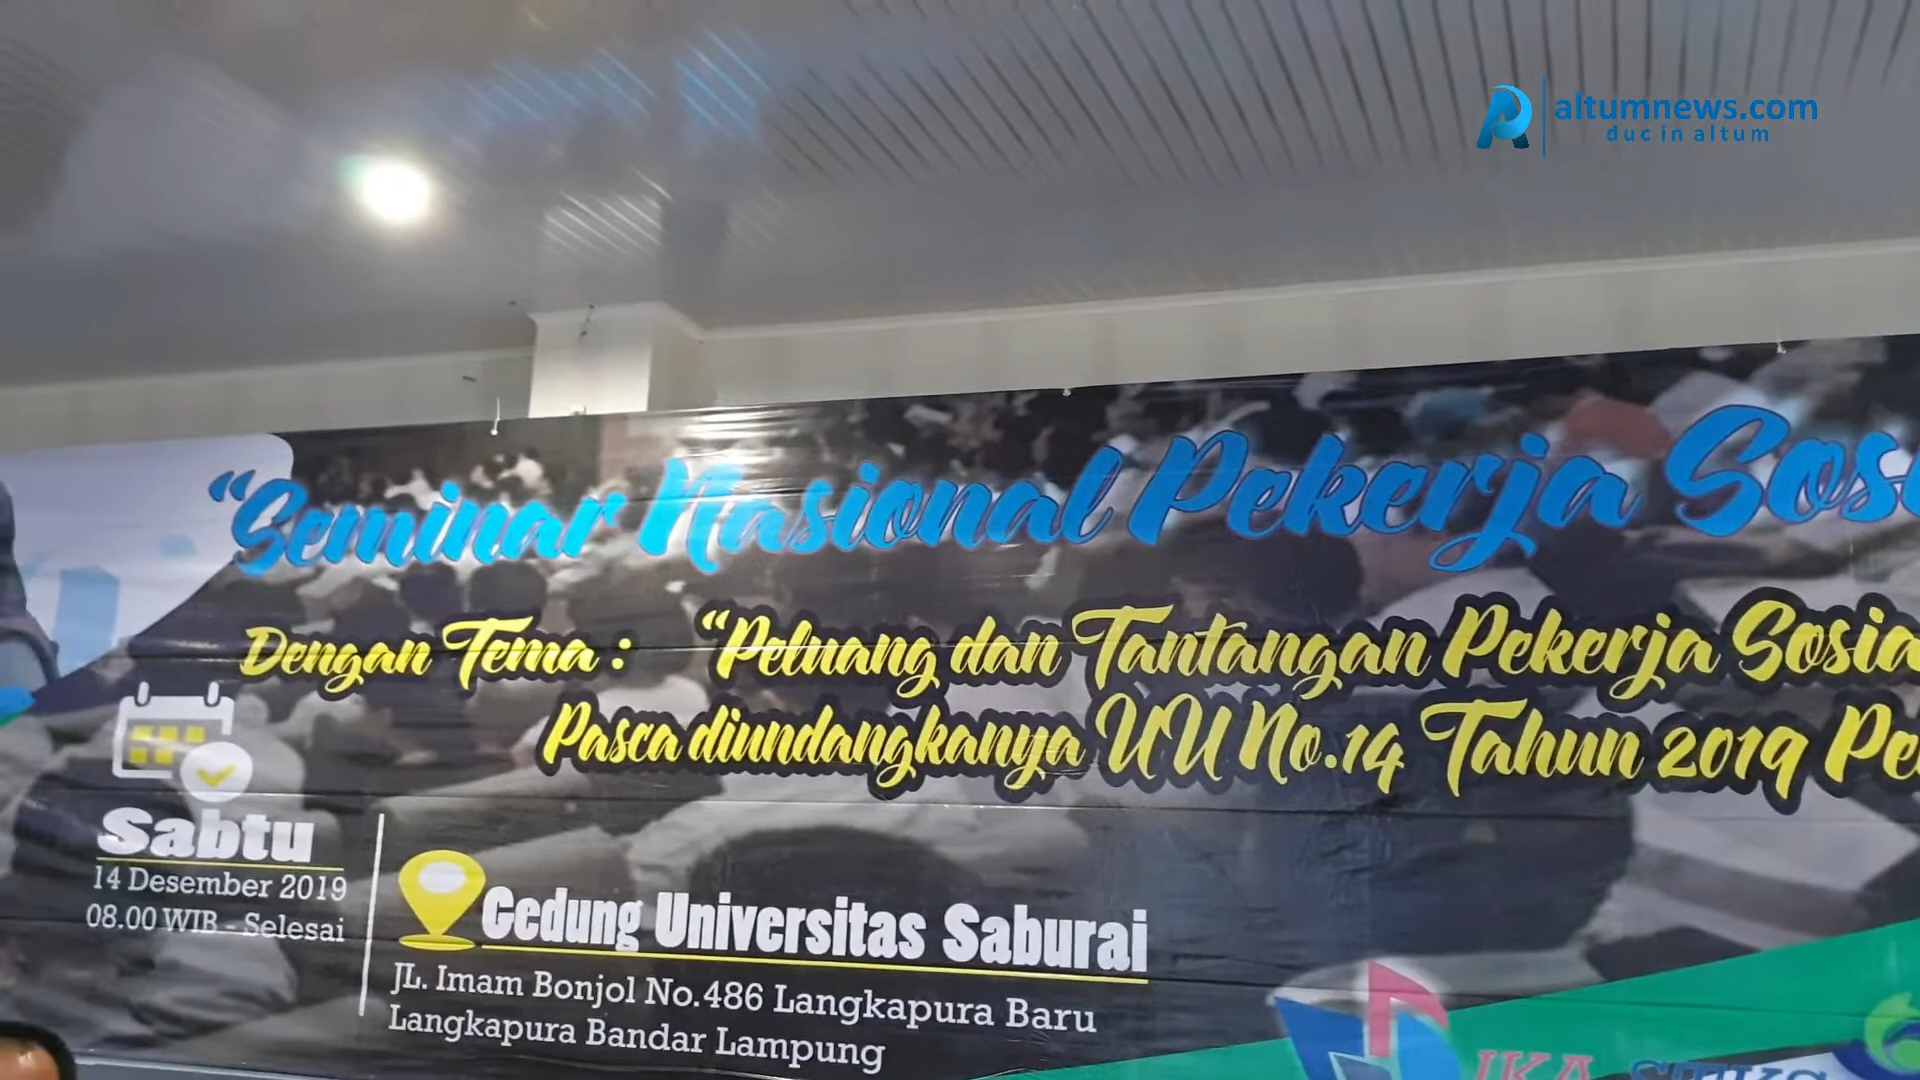 altumnews.com
duc in altum
“Seminar Nasional Pekerja Sos
Dengan Tema : “Peluang dan Tantangan Pekerja Sosia
Pasca diundangkanya UU No.14 Tahun 2019 Pe
Sabtu
14 Desember 2019
08.00 WIB - Selesai
Gedung Universitas Saburai
JL. Imam Bonjol No.486 Langkapura Baru
Langkapura Bandar Lampung
IKA